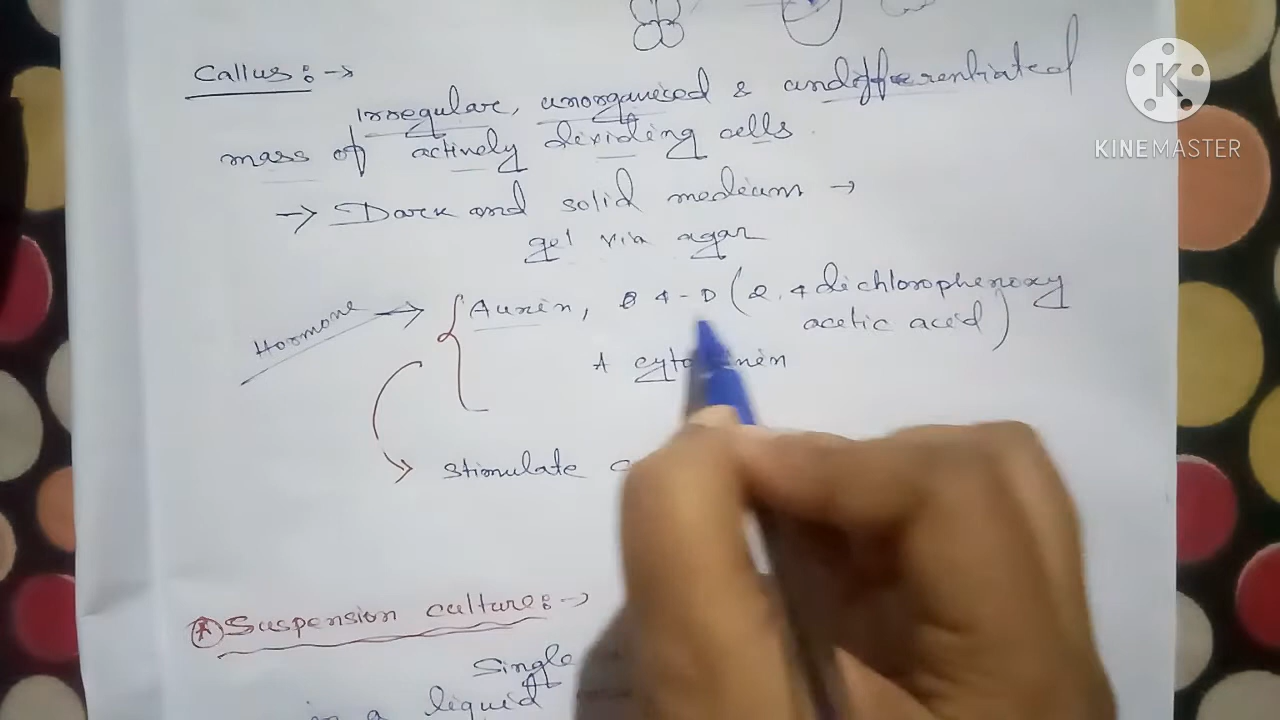 Callus :->
Irregular, unorganised & undifferentiated
mass of actively dividing cells.
-> Dark and solid medium ->
gel via agar
Hormone -> { Auxin, 2 4-D (2,4 dichlorophenoxy
acetic acid)
Stimulate
Suspension culture :->
Single
in a liquid
K
KINEMASTER